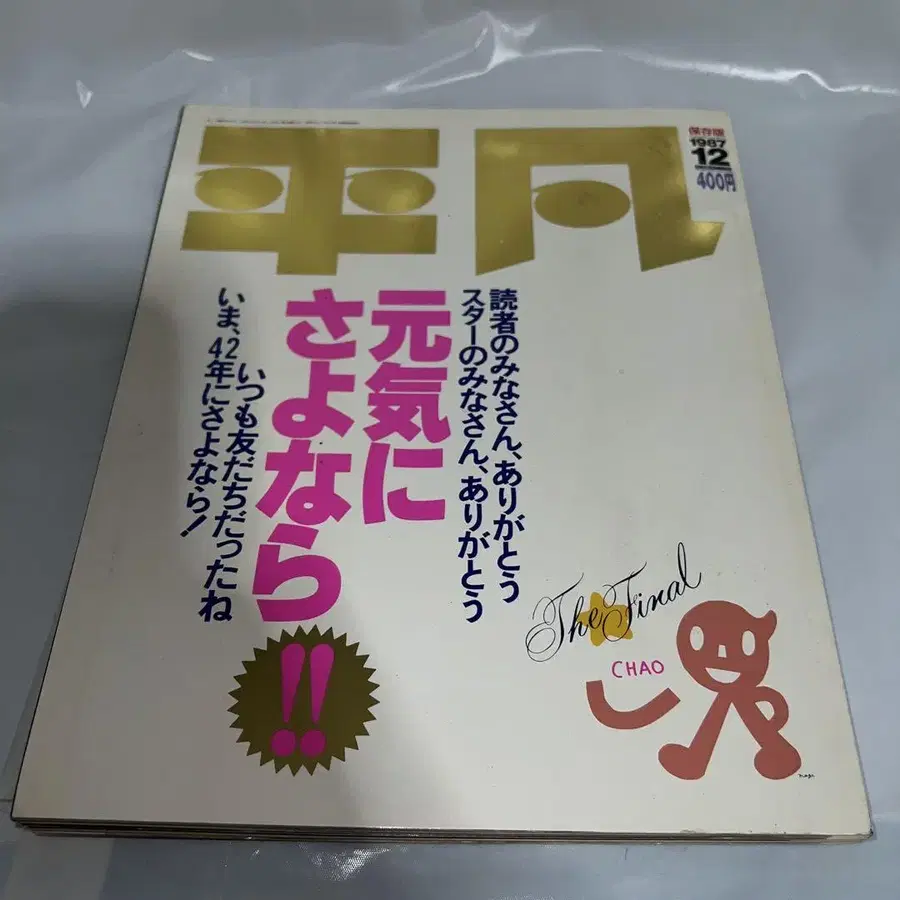 平凡
保存版
1987
12
400円
読者のみなさん、ありがとう
スターのみなさん、ありがとう
元気に
さよなら
!!
いつも友だちだったね
いま、42年にさよなら!
The Final
CHAO